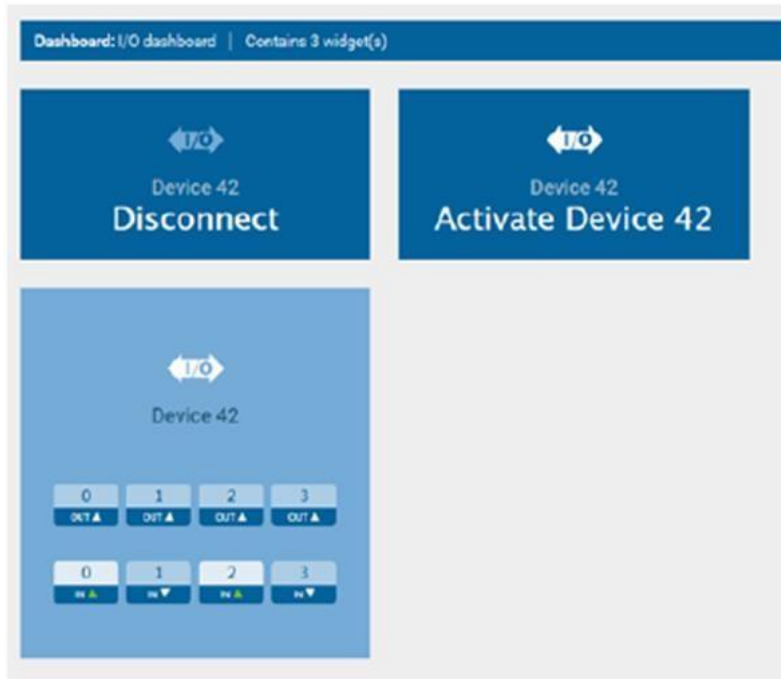 Dashboard: I/O dashboard | Contains 3 widget(s)
I/O
Device 42
Disconnect
I/O
Device 42
Activate Device 42
I/O
Device 42
0 1 2 3
OUT OUT OUT OUT
0 1 2 3
IN IN IN IN